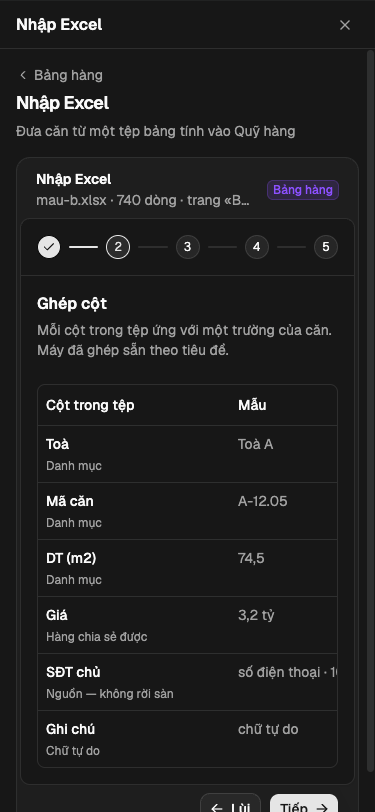 Nhập Excel
Bảng hàng
Nhập Excel
Đưa căn từ một tệp bảng tính vào Quỹ hàng
Nhập Excel
mau-b.xlsx · 740 dòng · trang «B...
Bảng hàng
2 3 4 5
Ghép cột
Mỗi cột trong tệp ứng với một trường của căn.
Máy đã ghép sẵn theo tiêu đề.
Cột trong tệp Mẫu
Toà Toà A
Danh mục
Mã căn A-12.05
Danh mục
DT (m2) 74,5
Danh mục
Giá 3,2 tỷ
Hàng chia sẻ được
SĐT chủ số điện thoại ·
Nguồn — không rời sàn
Ghi chú chữ tự do
Chữ tự do
Lùi Tiếp